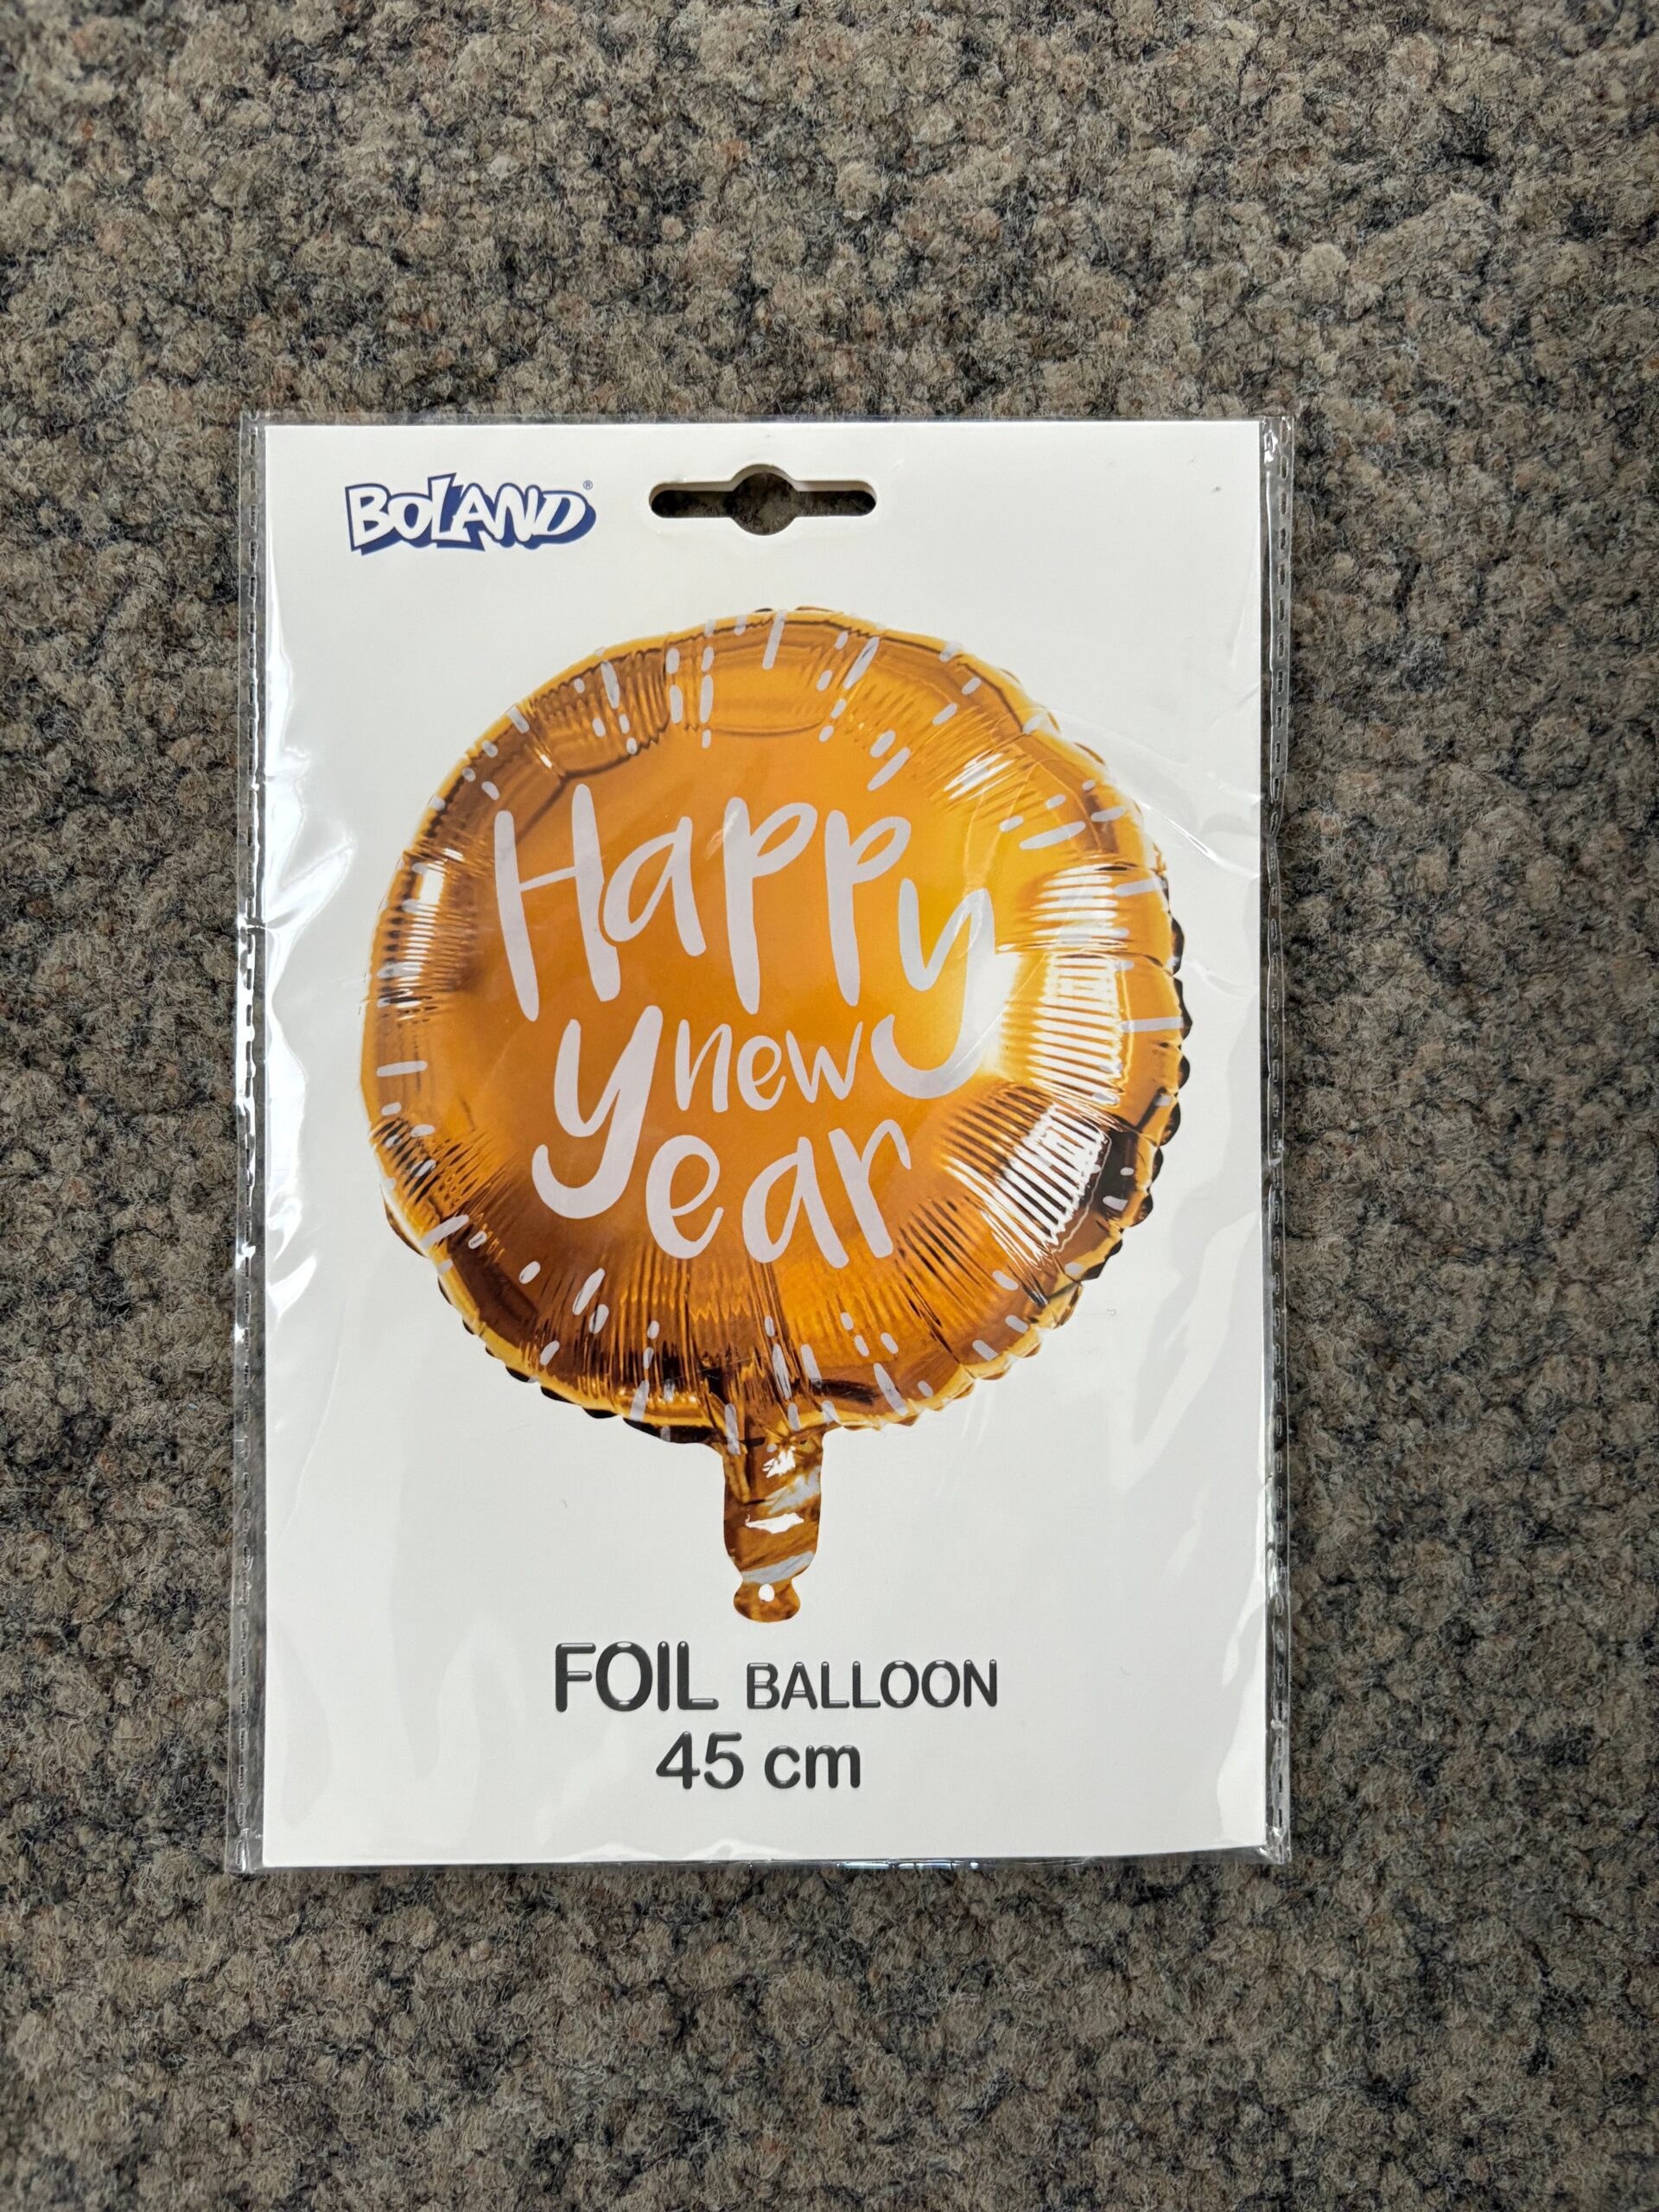 BOLAND®
Happy
new
year
FOIL BALLOON
45 cm